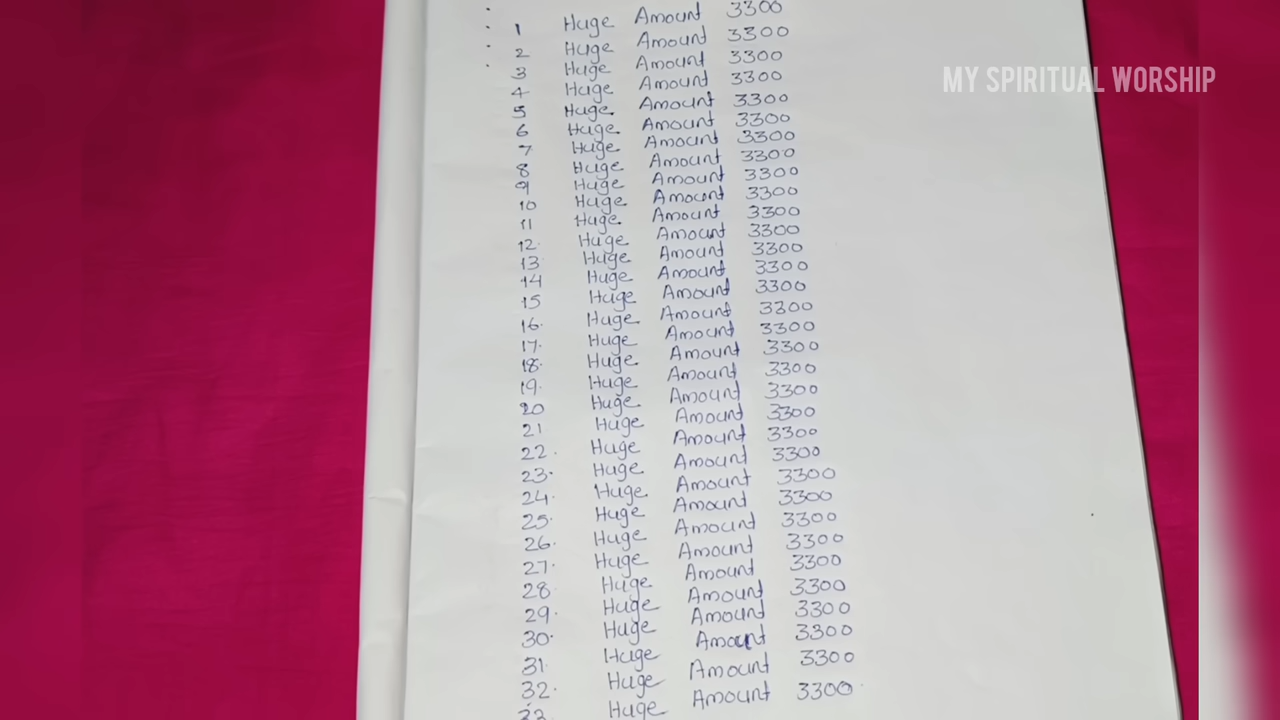 1 Huge Amount 3300
2 Huge Amount 3300
3 Huge Amount 3300
4 Huge Amount 3300
5 Huge Amount 3300
6 Huge Amount 3300
7 Huge Amount 3300
8 Huge Amount 3300
9 Huge Amount 3300
10 Huge Amount 3300
11 Huge Amount 3300
12. Huge Amount 3300
13 Huge Amount 3300
14 Huge Amount 3300
15 Huge Amount 3300
16. Huge Amount 3300
17. Huge Amount 3300
18. Huge Amount 3300
19. Huge Amount 3300
20 Huge Amount 3300
21 Huge Amount 3300
22. Huge Amount 3300
23. Huge Amount 3300
24. Huge Amount 3300
25. Huge Amount 3300
26. Huge Amount 3300
27. Huge Amount 3300
28 Huge Amount 3300
29. Huge Amount 3300
30. Huge Amount 3300
31. Huge Amount 3300
32. Huge Amount 3300
33 Huge Amount 3300
MY SPIRITUAL WORSHIP